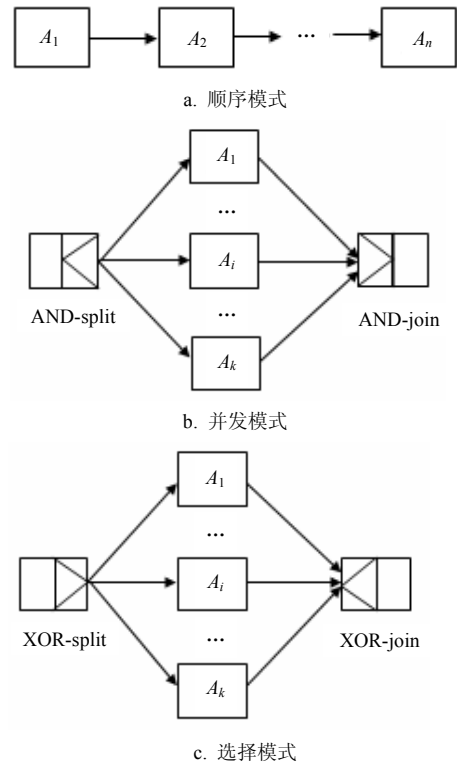 A1 A2 ... An
a. 顺序模式
A1
...
AND-split Ai AND-join
...
Ak
b. 并发模式
A1
...
XOR-split Ai XOR-join
...
Ak
c. 选择模式